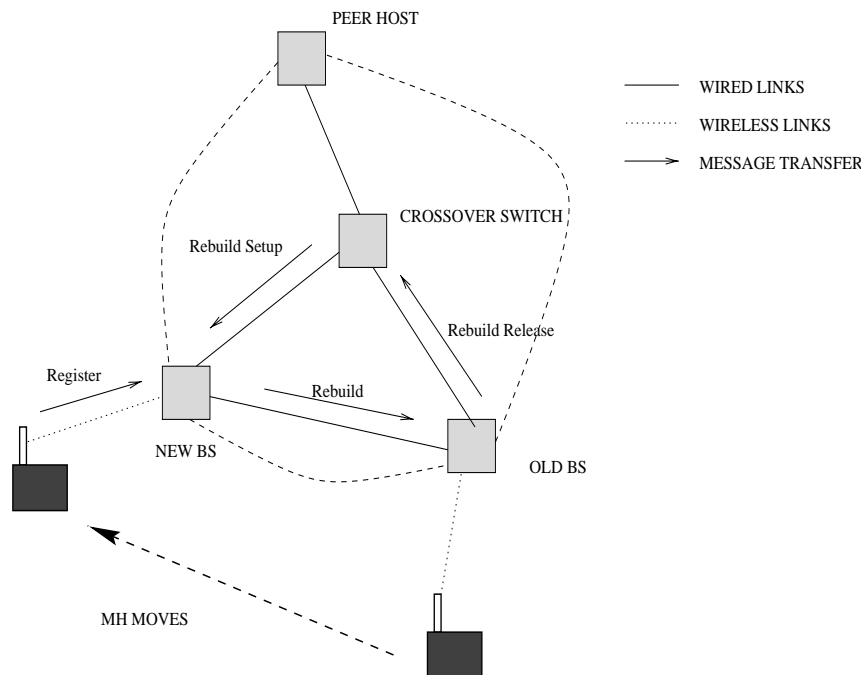 PEER HOST
WIRED LINKS
WIRELESS LINKS
MESSAGE TRANSFER
CROSSOVER SWITCH
Rebuild Setup
Rebuild Release
Register
Rebuild
NEW BS
OLD BS
MH MOVES